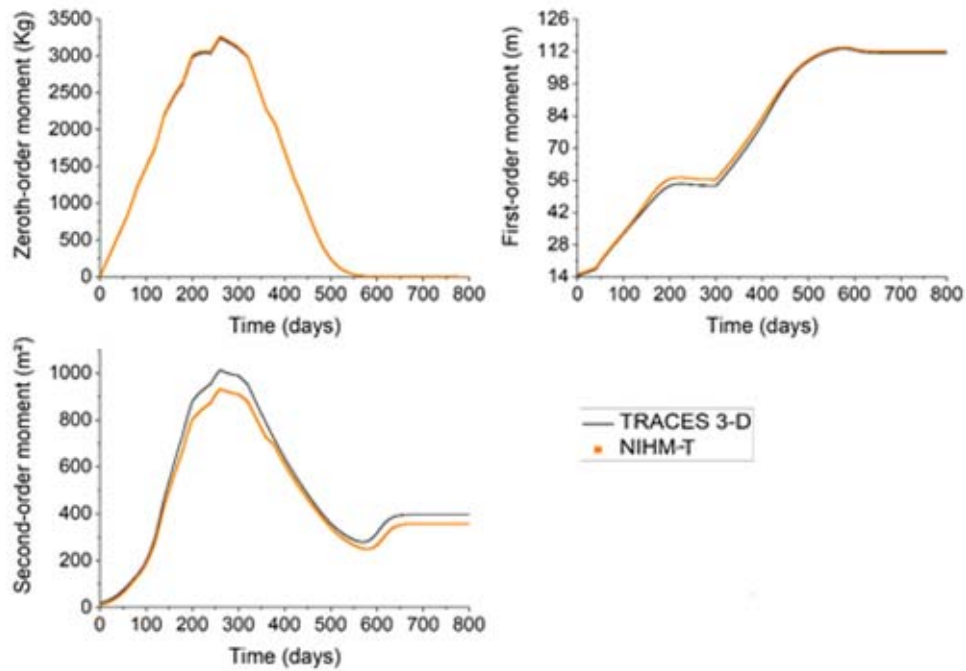 Zeroth-order moment (Kg)
3500
3000
2500
2000
1500
1000
500
0
0 100 200 300 400 500 600 700 800
Time (days)
First-order moment (m)
126
112
98
84
70
56
42
28
14
0 100 200 300 400 500 600 700 800
Time (days)
Second-order moment (m²)
1000
800
600
400
200
0
0 100 200 300 400 500 600 700 800
Time (days)
TRACES 3-D
NIHM-T